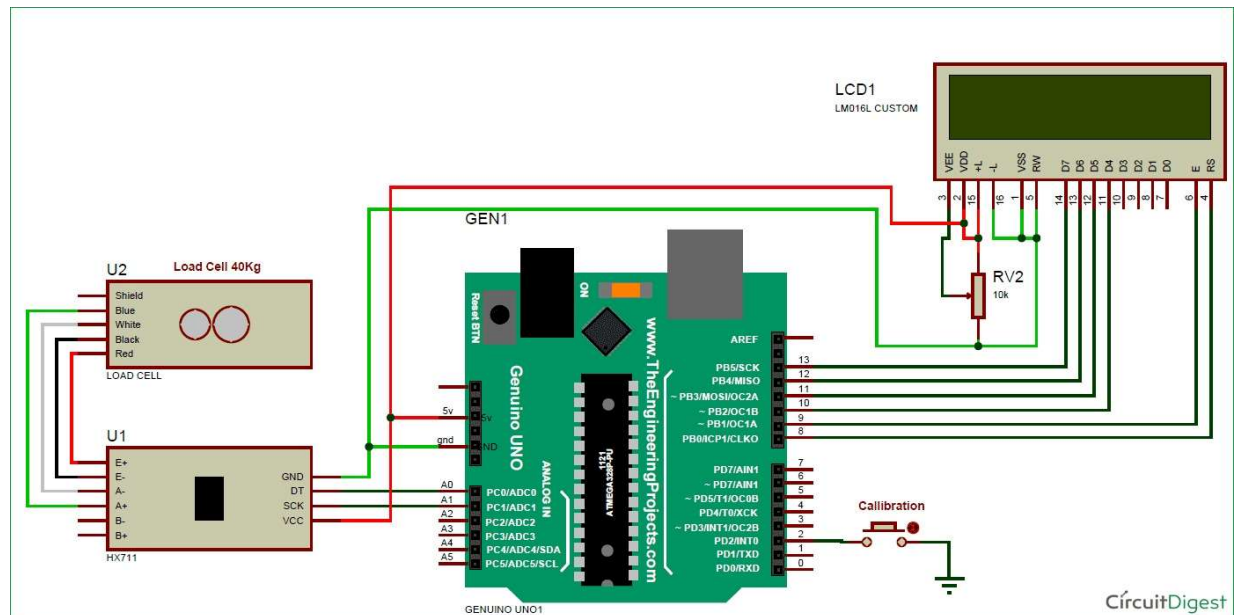 LCD1
LM016L CUSTOM
VEE
VDD
+L
-L
VSS
RW
D7
D6
D5
D4
D3
D2
D1
D0
E
RS
3
2
15
16
1
5
14
13
12
11
10
9
8
7
6
4
RV2
10k
GEN1
U2
Load Cell 40Kg
Shield
Blue
White
Black
Red
LOAD CELL
U1
E+
E-
A-
A+
B-
B+
GND
DT
SCK
VCC
HX711
Reset BTN
ON
Genuino UNO
www.TheEngineeringProjects.com
1121
ATMEGA328P-PU
5v
5v
gnd
GND
ANALOG IN
A0
A1
A2
A3
A4
A5
PC0/ADC0
PC1/ADC1
PC2/ADC2
PC3/ADC3
PC4/ADC4/SDA
PC5/ADC5/SCL
AREF
PB5/SCK
PB4/MISO
~ PB3/MOSI/OC2A
~ PB2/OC1B
~ PB1/OC1A
PB0/ICP1/CLKO
13
12
11
10
9
8
PD7/AIN1
~ PD7/AIN1
~ PD5/T1/OC0B
PD4/T0/XCK
~ PD3/INT1/OC2B
PD2/INT0
PD1/TXD
PD0/RXD
7
6
5
4
3
2
1
0
Callibration
GENUINO UNO1
CircuitDigest